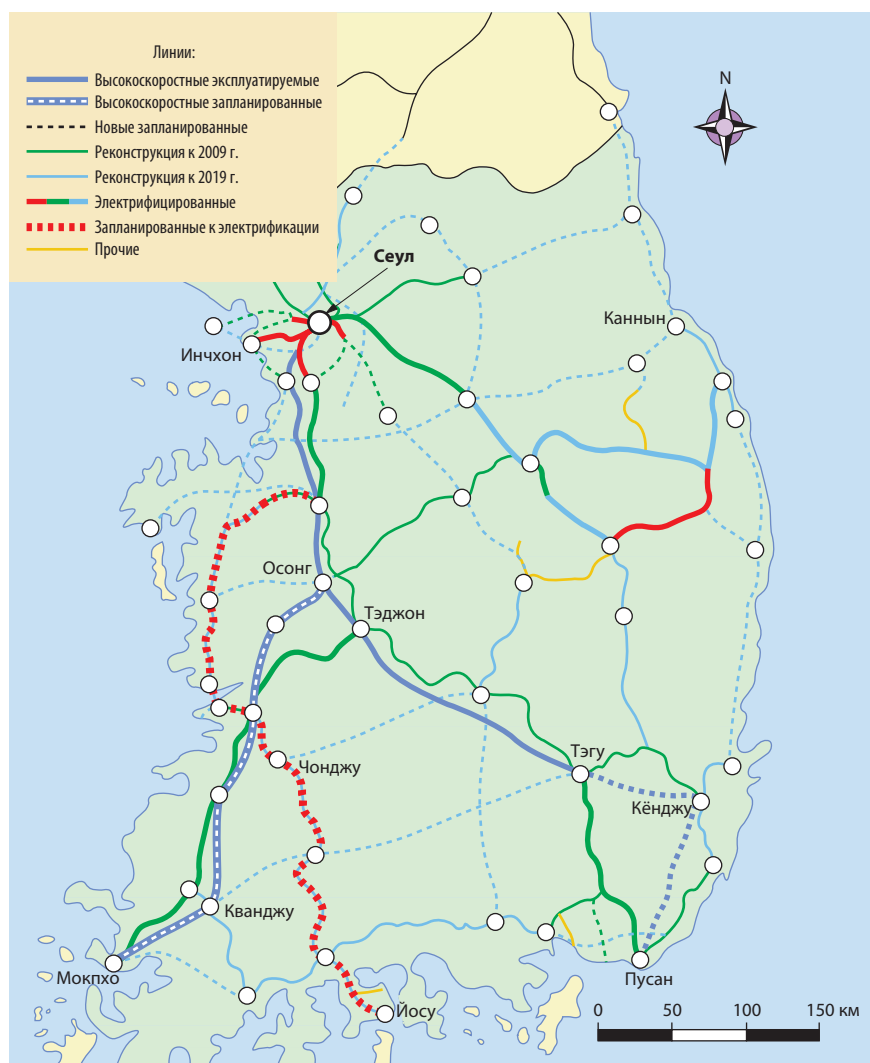 Линии:
Высокоскоростные эксплуатируемые
Высокоскоростные запланированные
Новые запланированные
Реконструкция к 2009 г.
Реконструкция к 2019 г.
Электрифицированные
Запланированные к электрификации
Прочие
N
Сеул
Инчхон
Каннын
Осонг
Тэджон
Чонджу
Тэгу
Кёнджу
Кванджу
Мокпхо
Йосу
Пусан
0 50 100 150 км